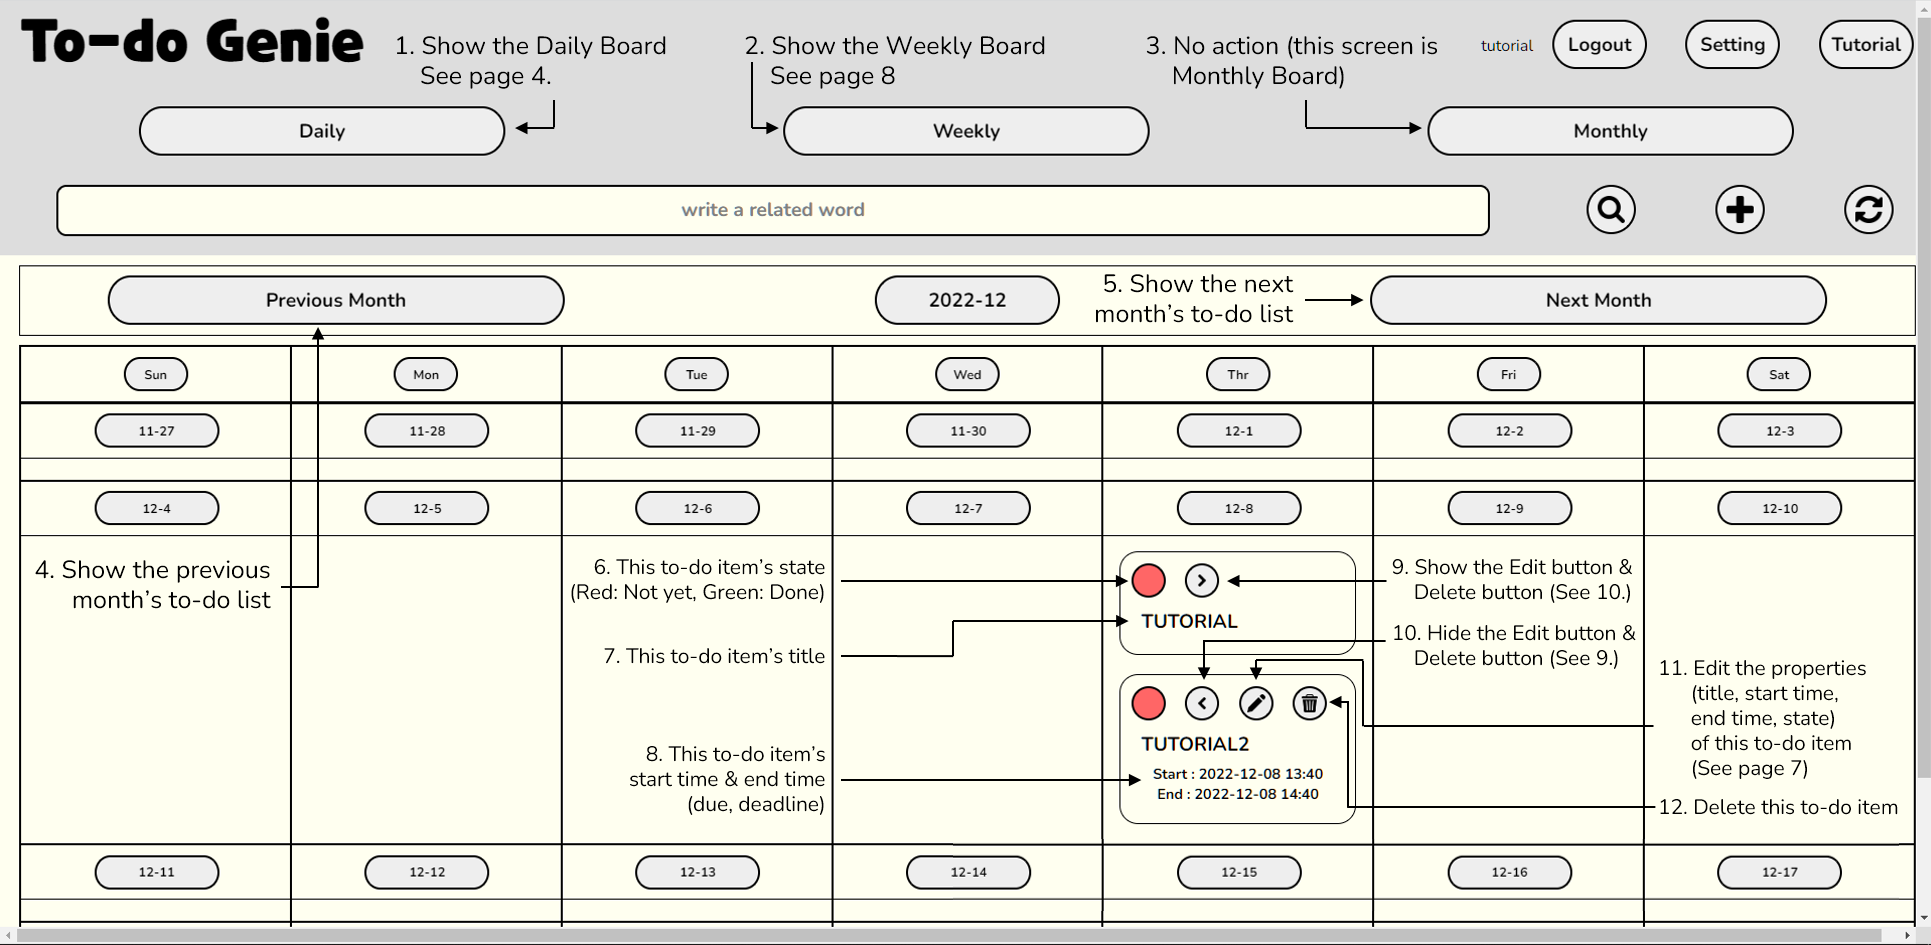 To-do Genie
1. Show the Daily Board
See page 4.
2. Show the Weekly Board
See page 8
3. No action (this screen is
Monthly Board)
tutorial
Logout
Setting
Tutorial
Daily
Weekly
Monthly
write a related word
Previous Month
2022-12
5. Show the next
month's to-do list
Next Month
Sun
Mon
Tue
Wed
Thr
Fri
Sat
11-27
11-28
11-29
11-30
12-1
12-2
12-3
12-4
12-5
12-6
12-7
12-8
12-9
12-10
4. Show the previous
month's to-do list
6. This to-do item's state
(Red: Not yet, Green: Done)
7. This to-do item's title
8. This to-do item's
start time & end time
(due, deadline)
TUTORIAL
TUTORIAL2
Start : 2022-12-08 13:40
End : 2022-12-08 14:40
9. Show the Edit button &
Delete button (See 10.)
10. Hide the Edit button &
Delete button (See 9.)
11. Edit the properties
(title, start time,
end time, state)
of this to-do item
(See page 7)
12. Delete this to-do item
12-11
12-12
12-13
12-14
12-15
12-16
12-17